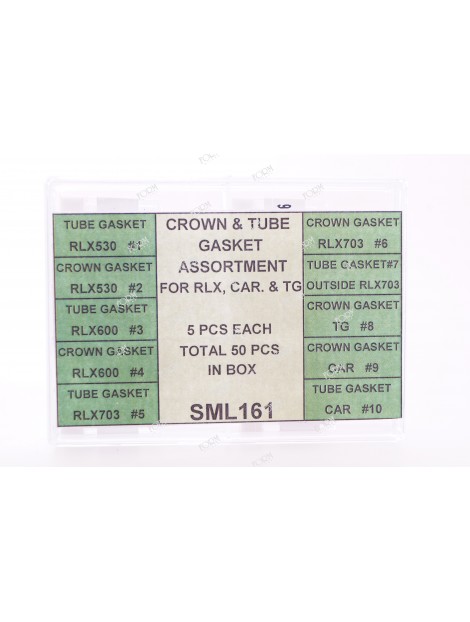 6
TUBE GASKET
RLX530 #1
CROWN GASKET
RLX530 #2
TUBE GASKET
RLX600 #3
CROWN GASKET
RLX600 #4
TUBE GASKET
RLX703 #5
CROWN & TUBE
GASKET
ASSORTMENT
FOR RLX, CAR. & TG
5 PCS EACH
TOTAL 50 PCS
IN BOX
SML161
CROWN GASKET
RLX703 #6
TUBE GASKET#7
OUTSIDE RLX703
CROWN GASKET
TG #8
CROWN GASKET
CAR #9
TUBE GASKET
CAR #10